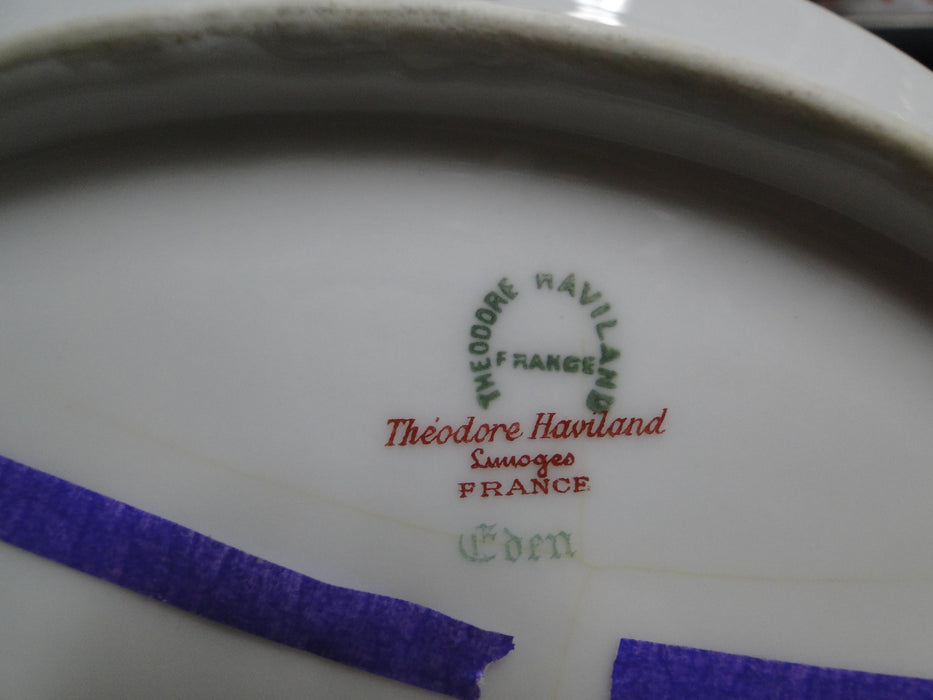 THEODORE HAVILAND
FRANCE
Théodore Haviland
Limoges
FRANCE
Eden